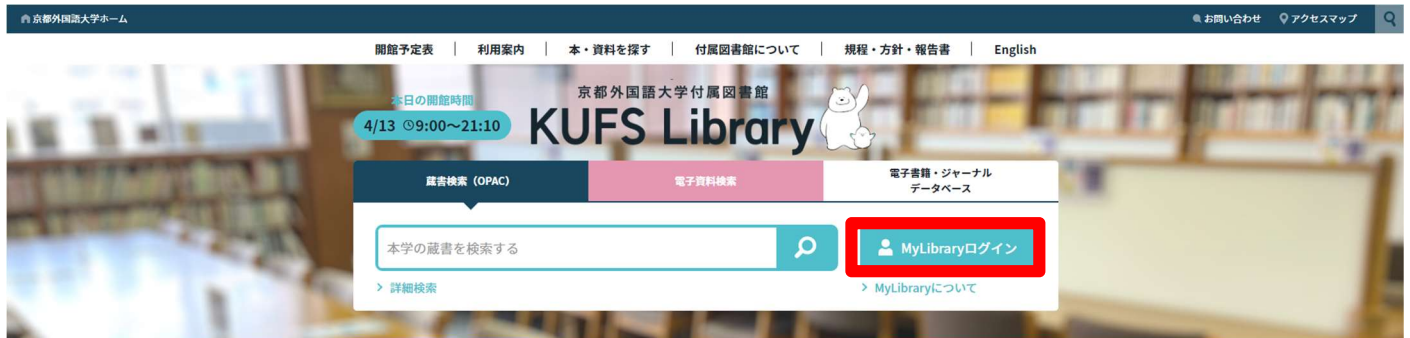 京都外国語大学ホーム
お問い合わせ
アクセスマップ
開館予定表
利用案内
本・資料を探す
付属図書館について
規程・方針・報告書
English
本日の開館時間
4/13 9:00～21:10
京都外国語大学付属図書館
KUFS Library
蔵書検索（OPAC）
電子資料検索
電子書籍・ジャーナル
データベース
本学の蔵書を検索する
MyLibraryログイン
詳細検索
MyLibraryについて